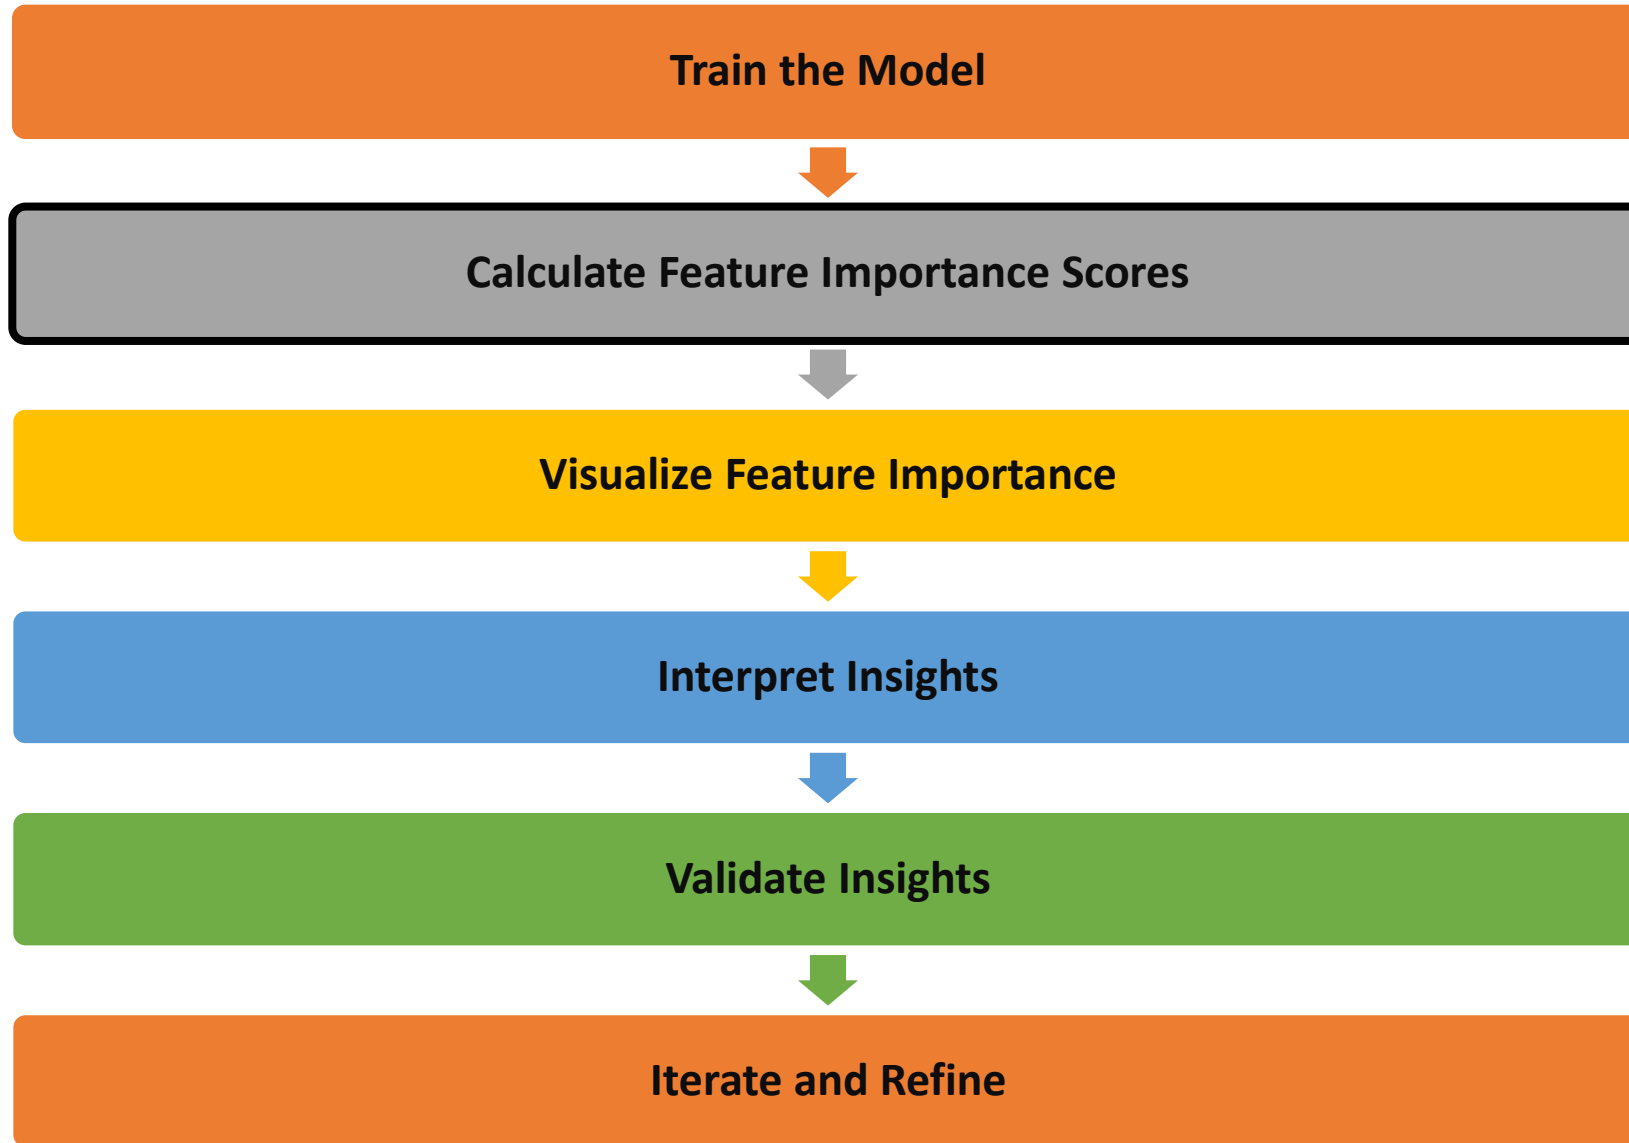 Train the Model
Calculate Feature Importance Scores
Visualize Feature Importance
Interpret Insights
Validate Insights
Iterate and Refine